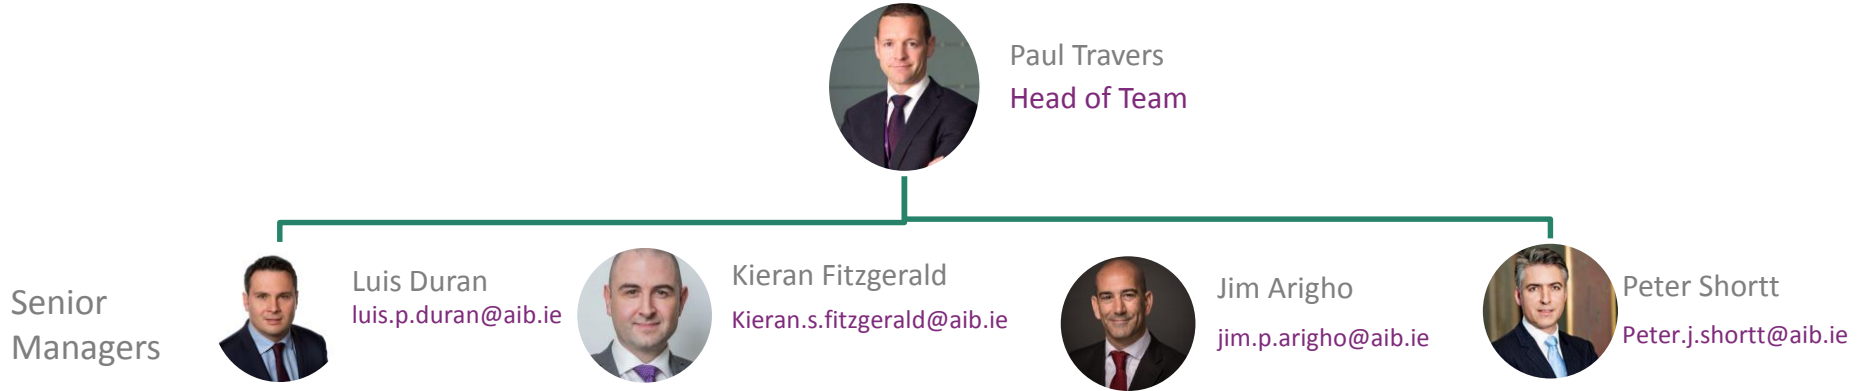 Paul Travers
Head of Team
Senior
Managers
Luis Duran
luis.p.duran@aib.ie
Kieran Fitzgerald
Kieran.s.fitzgerald@aib.ie
Jim Arigho
jim.p.arigho@aib.ie
Peter Shortt
Peter.j.shortt@aib.ie